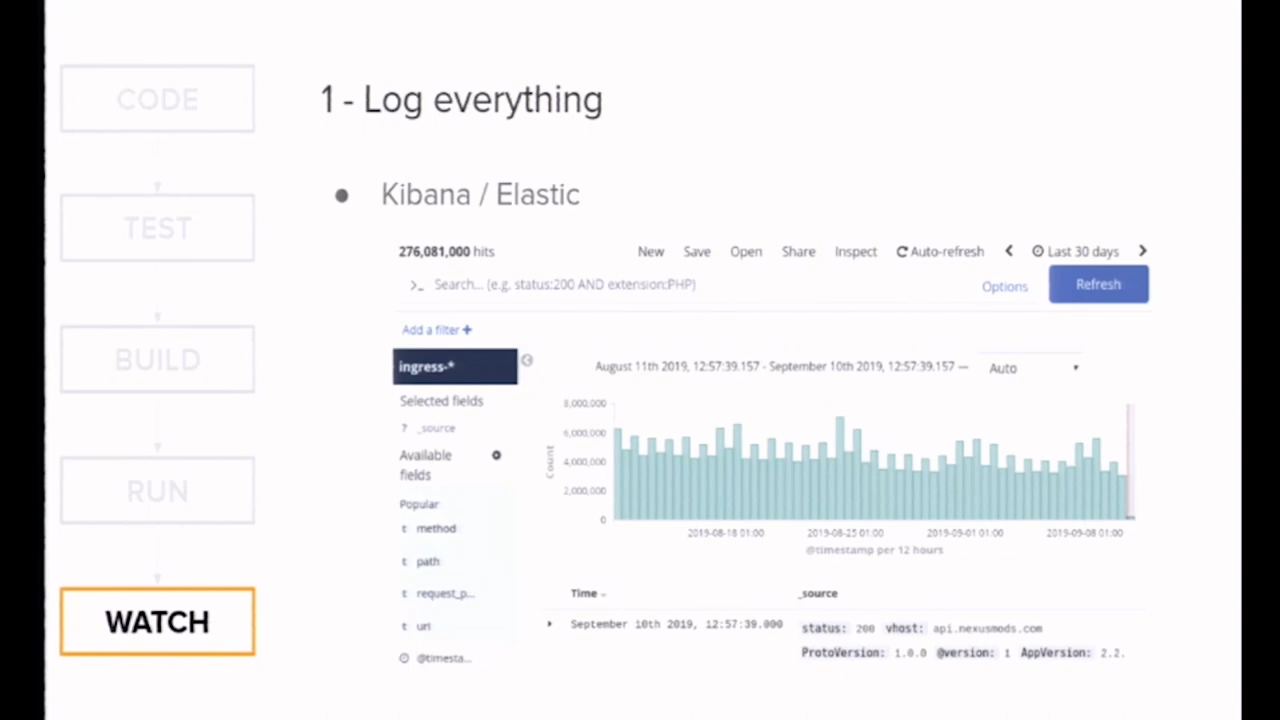 CODE
TEST
BUILD
RUN
WATCH
1 - Log everything
● Kibana / Elastic
276,081,000 hits
New Save Open Share Inspect Auto-refresh Last 30 days
>_ Search... (e.g. status:200 AND extension:PHP) Options Refresh
Add a filter +
ingress-*
August 11th 2019, 12:57:39.157 - September 10th 2019, 12:57:39.157 — Auto
Selected fields
? _source
Available
fields
Popular
t method
t path
t request_p...
t uri
@timesta...
Count
8,000,000
6,000,000
4,000,000
2,000,000
0
2019-08-18 01:00 2019-08-25 01:00 2019-09-01 01:00 2019-09-08 01:00
@timestamp per 12 hours
Time _source
September 10th 2019, 12:57:39.000 status: 200 vhost: api.nexusmods.com
ProtoVersion: 1.0.0 @version: 1 AppVersion: 2.2.